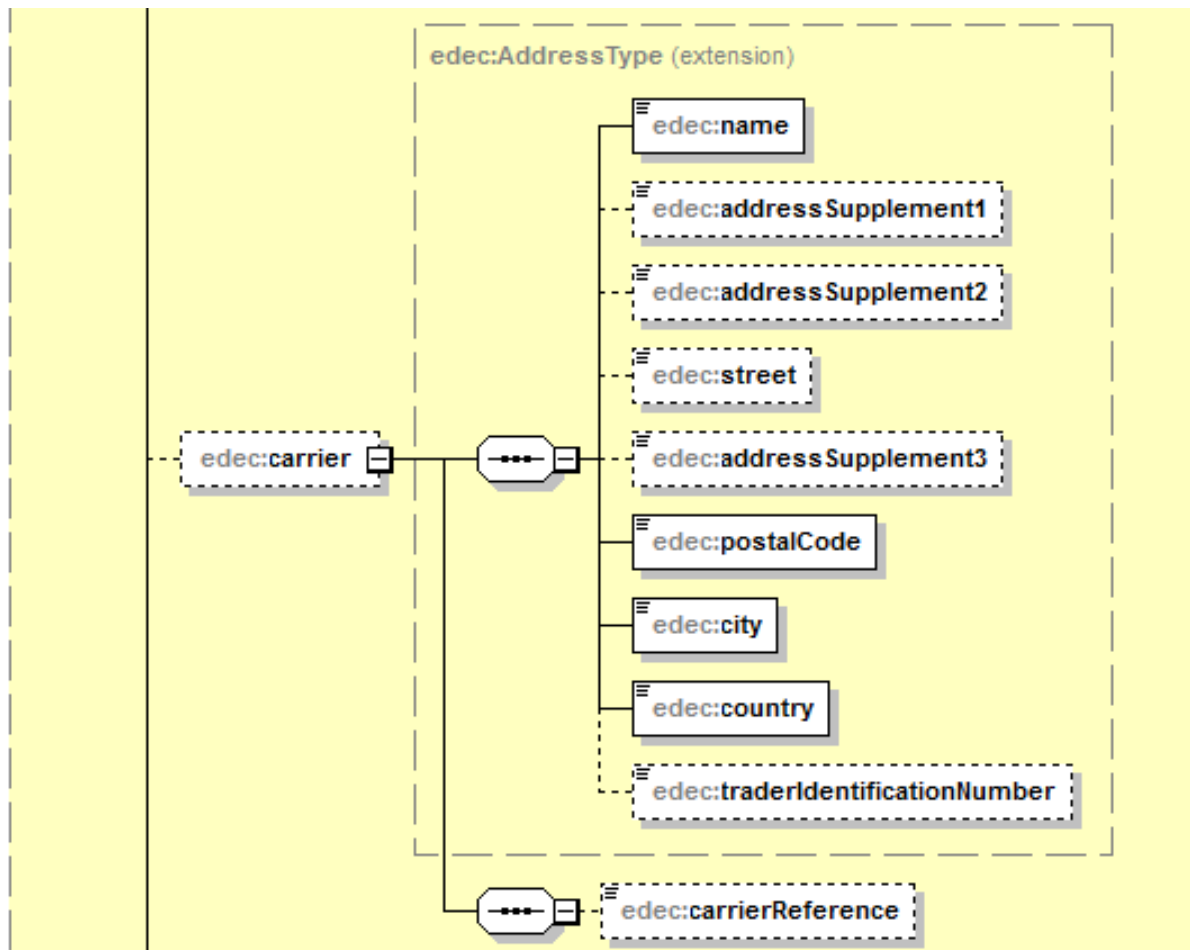 edec:AddressType (extension)
edec:name
edec:addressSupplement1
edec:addressSupplement2
edec:street
edec:carrier
edec:addressSupplement3
edec:postalCode
edec:city
edec:country
edec:traderIdentificationNumber
edec:carrierReference